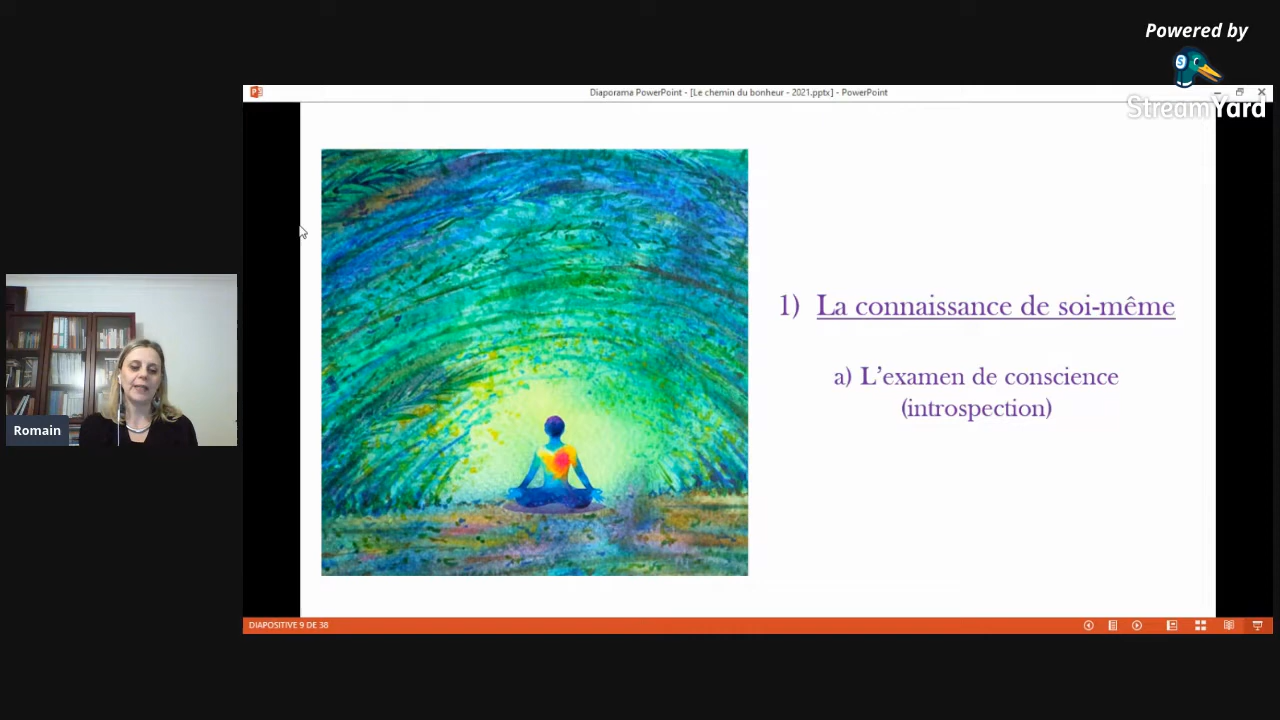 Powered by
StreamYard
Diaporama PowerPoint - [Le chemin du bonheur - 2021.pptx] - PowerPoint
1) La connaissance de soi-même
a) L'examen de conscience
(introspection)
Romain
DIAPOSITIVE 9 DE 38